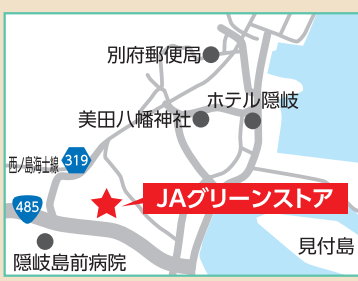 別府郵便局
ホテル隠岐
美田八幡神社
西ノ島海士線
319
485
JAグリーンストア
見付島
隠岐島前病院